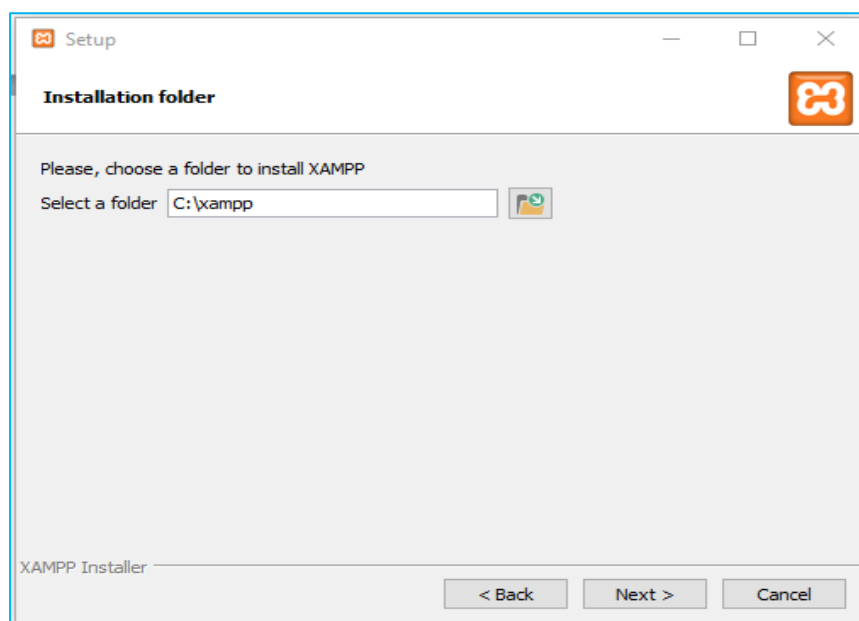 Setup
Installation folder
Please, choose a folder to install XAMPP
Select a folder C:\xampp
XAMPP Installer
< Back Next > Cancel